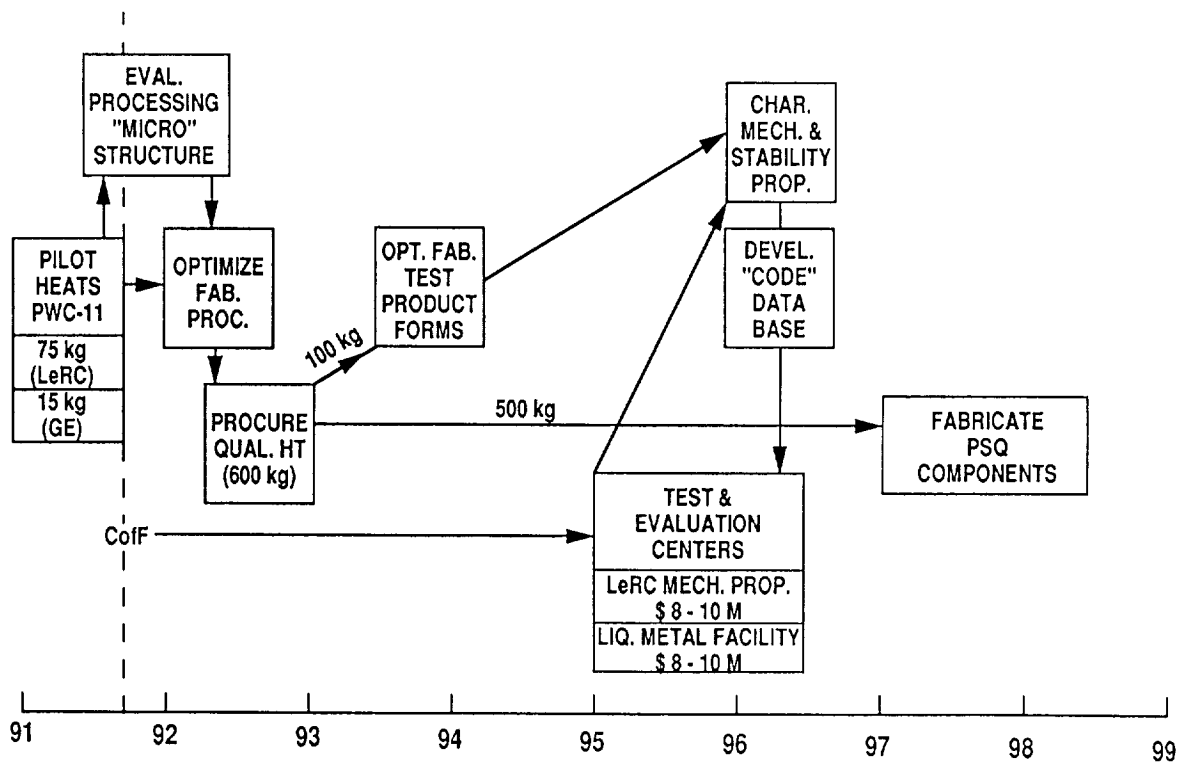 EVAL.
PROCESSING
"MICRO"
STRUCTURE
CHAR.
MECH. &
STABILITY
PROP.
PILOT
HEATS
PWC-11
75 kg
(LeRC)
15 kg
(GE)
OPTIMIZE
FAB.
PROC.
OPT. FAB.
TEST
PRODUCT
FORMS
DEVEL.
"CODE"
DATA
BASE
100 kg
PROCURE
QUAL. HT
(600 kg)
500 kg
FABRICATE
PSQ
COMPONENTS
CofF
TEST &
EVALUATION
CENTERS
LeRC MECH. PROP.
$ 8 - 10 M
LIQ. METAL FACILITY
$ 8 - 10 M
91 92 93 94 95 96 97 98 99